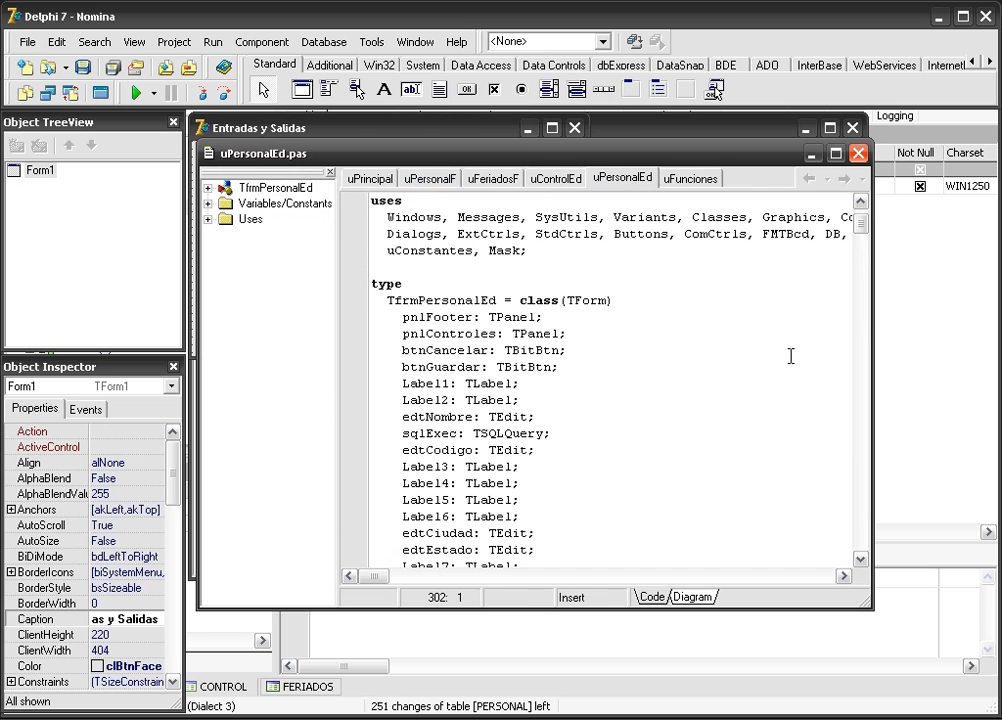 Delphi 7 - Nomina
File Edit Search View Project Run Component Database Tools Window Help <None>
Standard Additional Win32 System Data Access Data Controls dbExpress DataSnap BDE ADO InterBase WebServices InternetE
Object TreeView
Form1
Entradas y Salidas
Logging
Not Null Charset
WIN1250
uPersonalEd.pas
TfrmPersonalEd
Variables/Constants
Uses
uPrincipal uPersonalF uFeriadosF uControlEd uPersonalEd uFunciones
uses
Windows, Messages, SysUtils, Variants, Classes, Graphics, Co
Dialogs, ExtCtrls, StdCtrls, Buttons, ComCtrls, FMTBcd, DB,
uConstantes, Mask;
type
TfrmPersonalEd = class(TForm)
pnlFooter: TPanel;
pnlControles: TPanel;
btnCancelar: TBitBtn;
btnGuardar: TBitBtn;
Label1: TLabel;
Label2: TLabel;
edtNombre: TEdit;
sqlExec: TSQLQuery;
edtCodigo: TEdit;
Label3: TLabel;
Label4: TLabel;
Label5: TLabel;
Label6: TLabel;
edtCiudad: TEdit;
edtEstado: TEdit;
Label7: TLabel;
302: 1 Insert Code Diagram
Object Inspector
Form1 TForm1
Properties Events
Action
ActiveControl
Align alNone
AlphaBlend False
AlphaBlendValu 255
Anchors [akLeft,akTop]
AutoScroll True
AutoSize False
BiDiMode bdLeftToRight
BorderIcons [biSystemMenu,
BorderStyle bsSizeable
BorderWidth 0
Caption as y Salidas
ClientHeight 220
ClientWidth 404
Color clBtnFace
Constraints (TSizeConstrain
All shown
CONTROL FERIADOS
(Dialect 3) 251 changes of table [PERSONAL] left